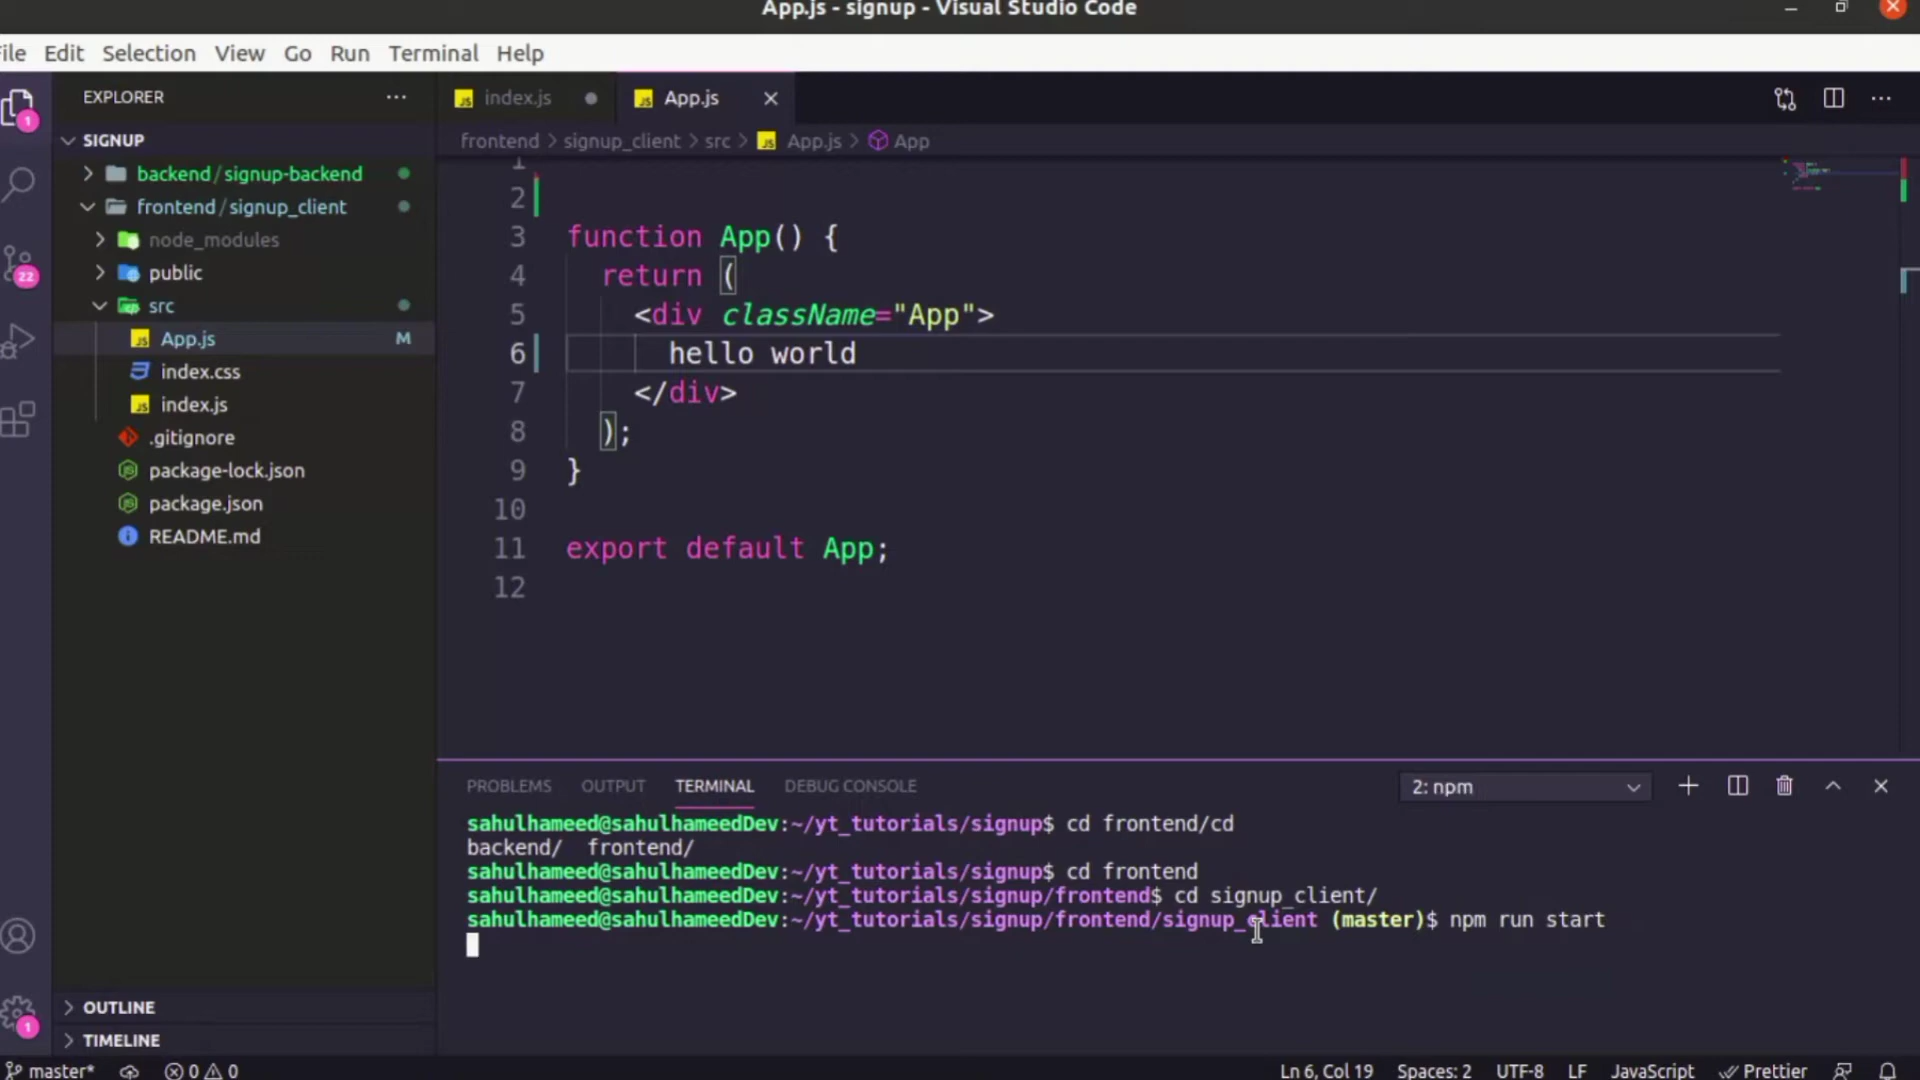 App.js - signup - Visual Studio Code
ile Edit Selection View Go Run Terminal Help
EXPLORER
1
SIGNUP
backend / signup-backend
frontend / signup_client
node_modules
public
22
src
App.js M
index.css
index.js
.gitignore
package-lock.json
package.json
README.md
OUTLINE
1
TIMELINE
index.js
App.js
frontend > signup_client > src > App.js > App
1
2
3 function App() {
4 return (
5 <div className="App">
6 hello world
7 </div>
8 );
9 }
10
11 export default App;
12
PROBLEMS OUTPUT TERMINAL DEBUG CONSOLE 2: npm
sahulhameed@sahulhameedDev:~/yt_tutorials/signup$ cd frontend/cd
backend/ frontend/
sahulhameed@sahulhameedDev:~/yt_tutorials/signup$ cd frontend
sahulhameed@sahulhameedDev:~/yt_tutorials/signup/frontend$ cd signup_client/
sahulhameed@sahulhameedDev:~/yt_tutorials/signup/frontend/signup_client (master)$ npm run start
master* 0 0 Ln 6, Col 19 Spaces: 2 UTF-8 LF JavaScript Prettier